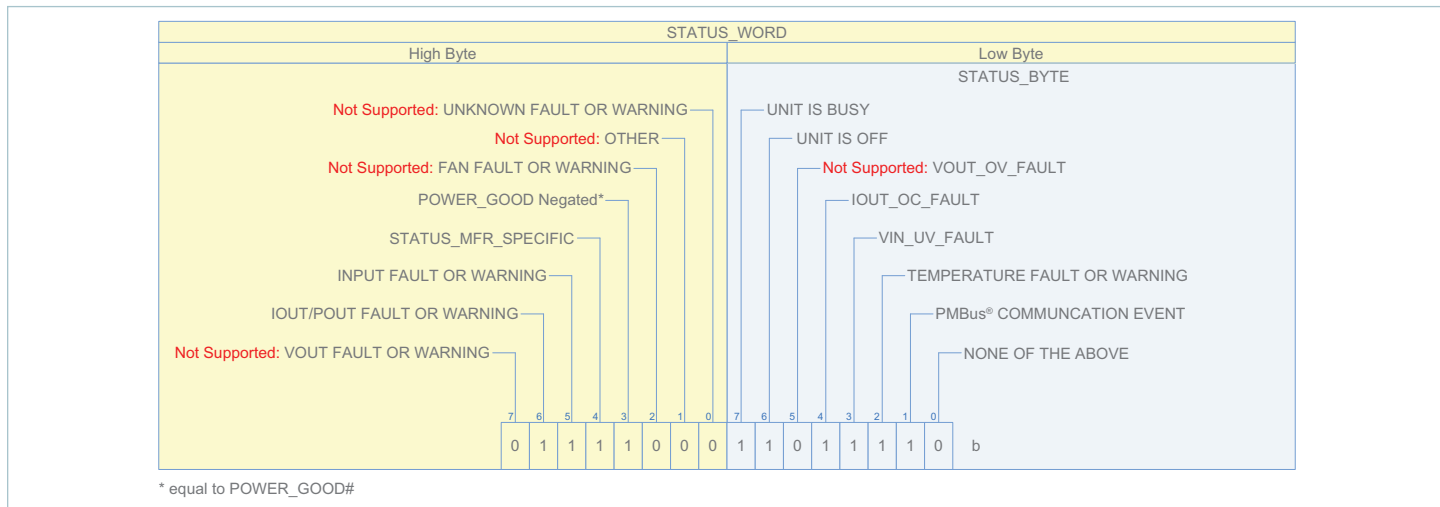 STATUS_WORD
High Byte Low Byte
STATUS_BYTE
Not Supported: UNKNOWN FAULT OR WARNING UNIT IS BUSY
Not Supported: OTHER UNIT IS OFF
Not Supported: FAN FAULT OR WARNING Not Supported: VOUT_OV_FAULT
POWER_GOOD Negated* IOUT_OC_FAULT
STATUS_MFR_SPECIFIC VIN_UV_FAULT
INPUT FAULT OR WARNING TEMPERATURE FAULT OR WARNING
IOUT/POUT FAULT OR WARNING PMBus® COMMUNCATION EVENT
Not Supported: VOUT FAULT OR WARNING NONE OF THE ABOVE
7 6 5 4 3 2 1 0 7 6 5 4 3 2 1 0
0 1 1 1 1 0 0 0 1 1 0 1 1 1 1 0 b
* equal to POWER_GOOD#